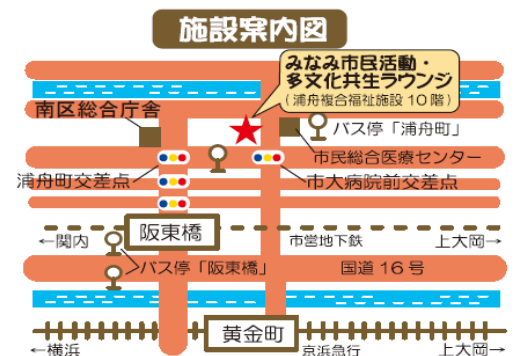 施設案内図
みなみ市民活動・
多文化共生ラウンジ
(浦舟複合福祉施設10階)
南区総合庁舎
バス停「浦舟町」
市民総合医療センター
浦舟町交差点
市大病院前交差点
阪東橋
←関内
市営地下鉄
上大岡→
バス停「阪東橋」
国道16号
黄金町
←横浜
京浜急行
上大岡→